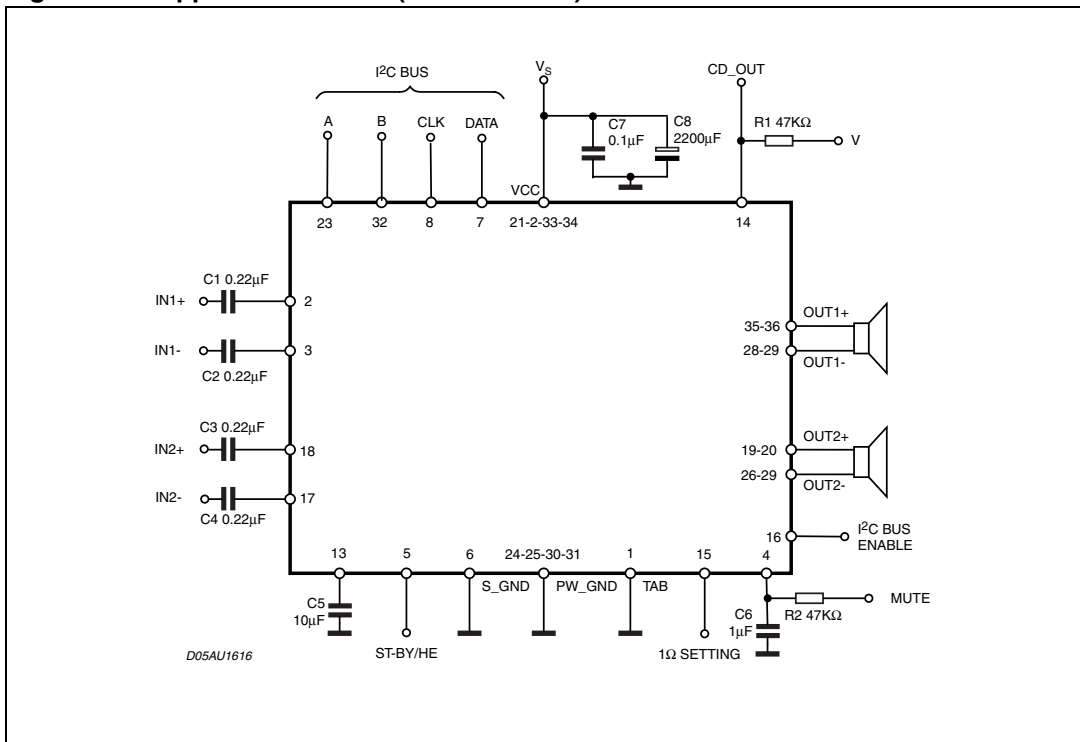 I²C BUS
A
B
CLK
DATA
VS
CD_OUT
C7
0.1µF
C8
2200µF
R1 47KΩ
V
VCC
23
32
8
7
21-2-33-34
14
C1 0.22µF
IN1+
2
IN1-
3
C2 0.22µF
C3 0.22µF
IN2+
18
IN2-
17
C4 0.22µF
35-36
OUT1+
28-29
OUT1-
19-20
OUT2+
26-29
OUT2-
16
I²C BUS
ENABLE
13
5
6
24-25-30-31
1
15
4
S_GND
PW_GND
TAB
C5
10µF
ST-BY/HE
1Ω SETTING
C6
1µF
R2 47KΩ
MUTE
D05AU1616